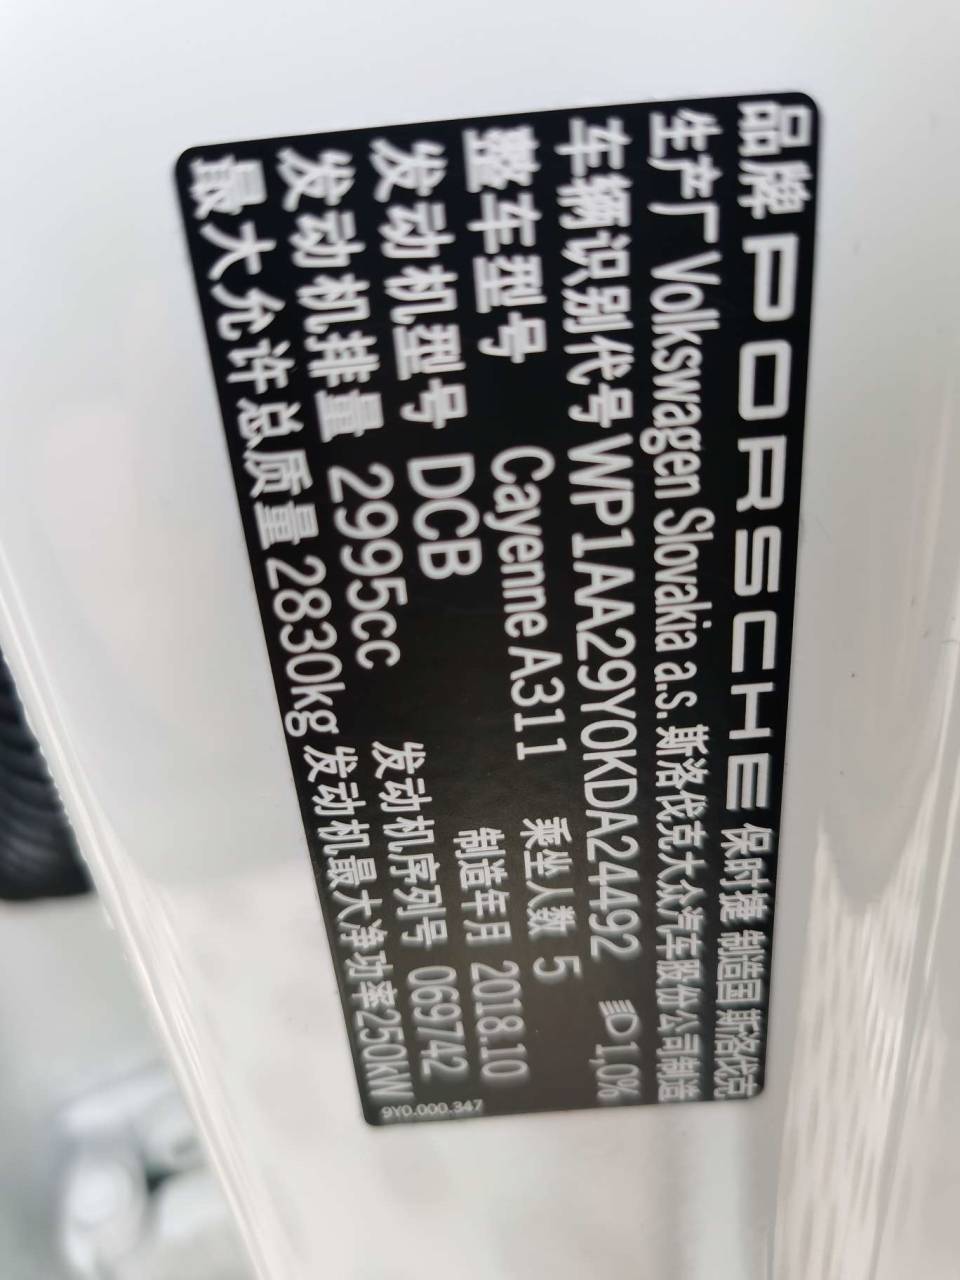 品牌 PORSCHE 保时捷 制造国 斯洛伐克
生产厂 Volkswagen Slovakia a.s. 斯洛伐克大众汽车股份公司制造
车辆识别代号 WP1AA29Y0KDA24492 1,0%
整车型号 Cayenne A311 乘坐人数 5
发动机型号 DCB 制造年月 2018.10
发动机排量 2995cc 发动机序列号 069742
最大允许总质量 2830kg 发动机最大净功率250kW
9Y0.000.347